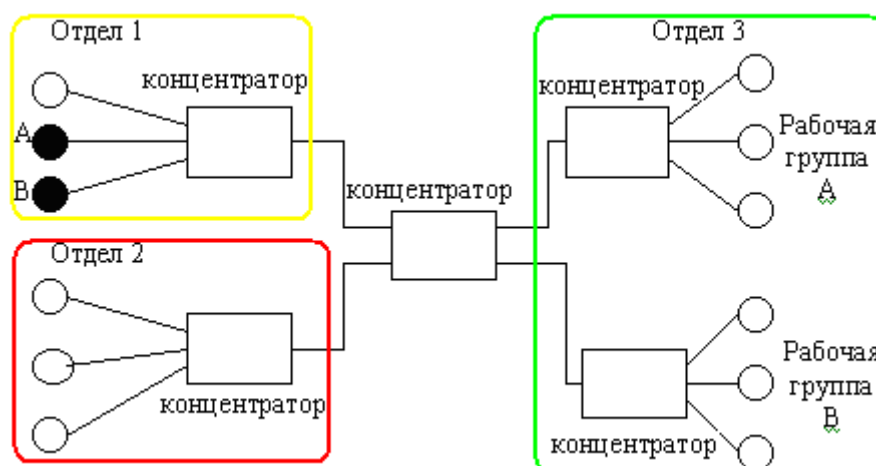 Отдел 1
концентратор
А
В
Отдел 2
концентратор
концентратор
Отдел 3
концентратор
Рабочая
группа
А
Рабочая
группа
В
концентратор